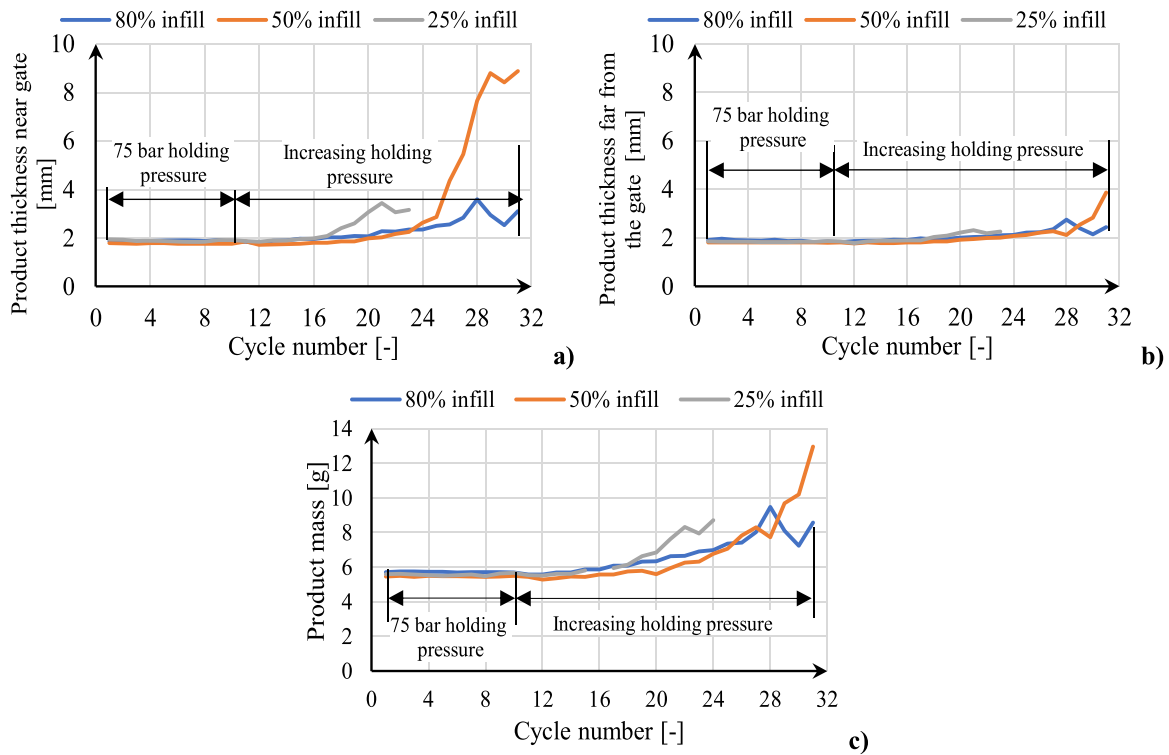 80% infill 50% infill 25% infill
Product thickness near gate
[mm]
10
8
6
4
2
0
75 bar holding
pressure
Increasing holding
pressure
0 4 8 12 16 20 24 28 32
Cycle number [-]
a)
80% infill 50% infill 25% infill
Product thickness far from
the gate [mm]
10
8
6
4
2
0
75 bar holding
pressure
Increasing holding pressure
0 4 8 12 16 20 24 28 32
Cycle number [-]
b)
80% infill 50% infill 25% infill
Product mass [g]
14
12
10
8
6
4
2
0
75 bar holding
pressure
Increasing holding pressure
0 4 8 12 16 20 24 28 32
Cycle number [-]
c)